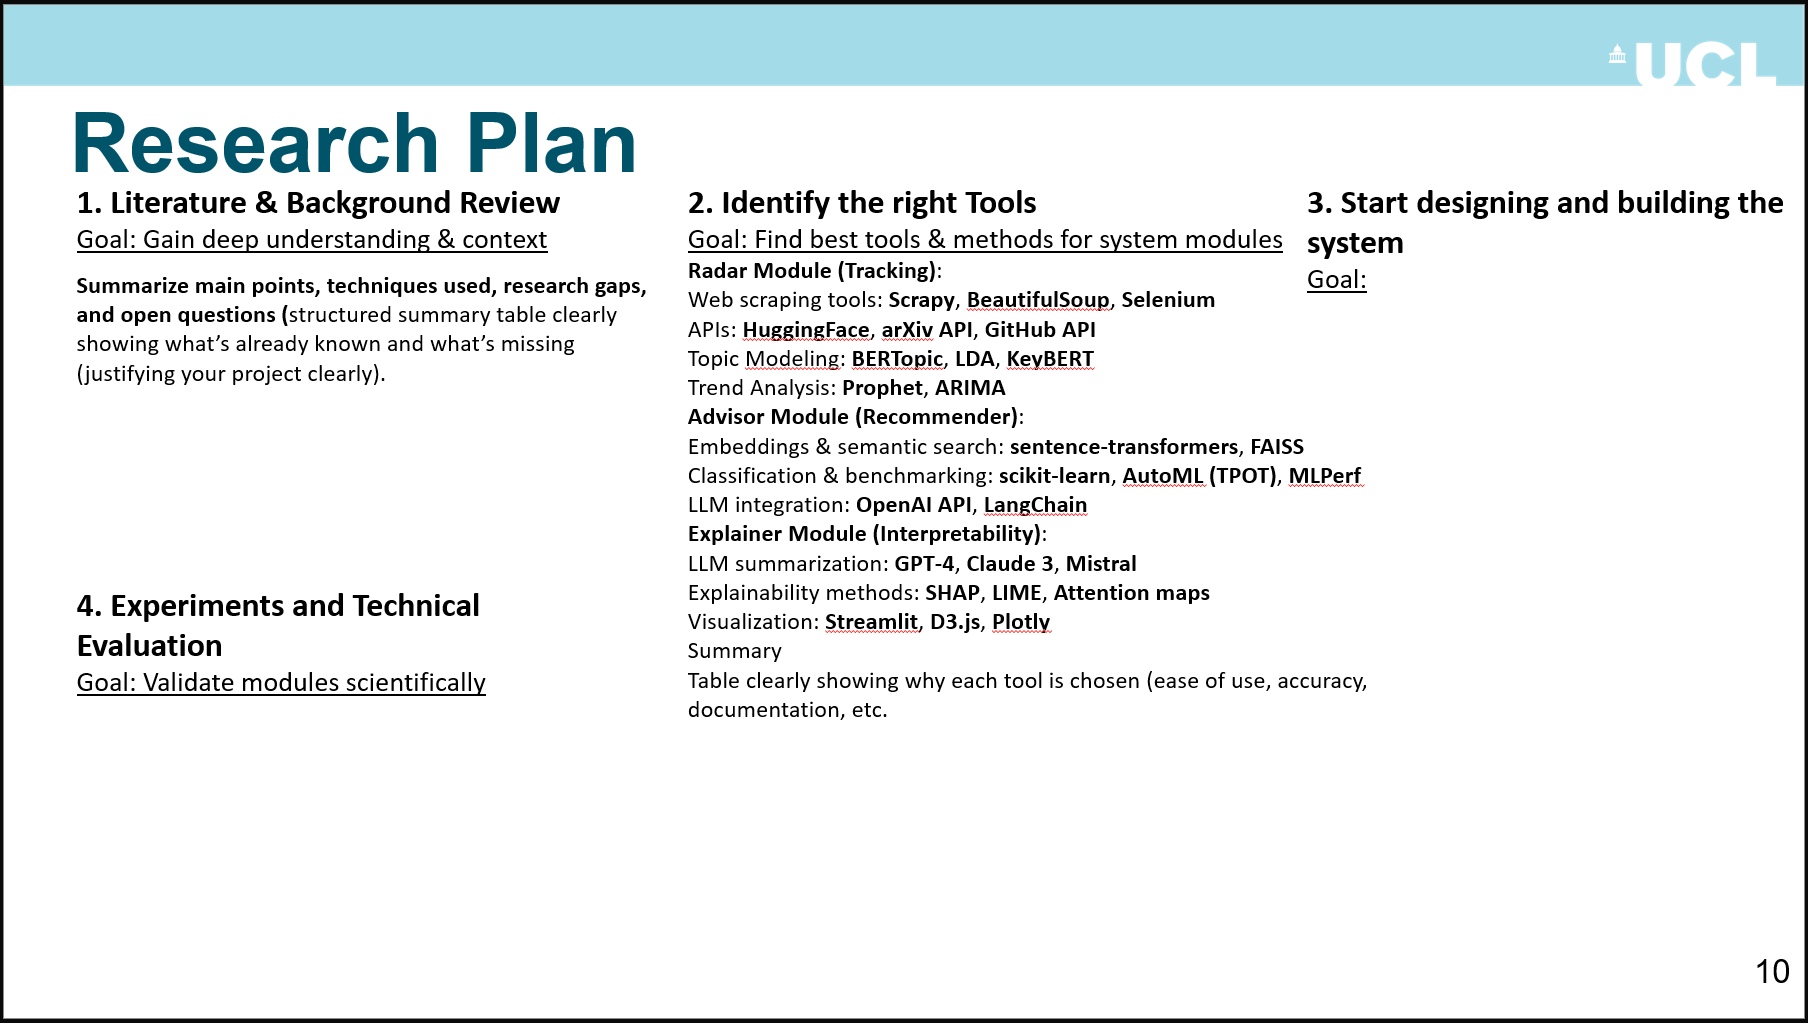 UCL
Research Plan
1. Literature & Background Review
Goal: Gain deep understanding & context
Summarize main points, techniques used, research gaps,
and open questions (structured summary table clearly
showing what's already known and what's missing
(justifying your project clearly).
2. Identify the right Tools
Goal: Find best tools & methods for system modules
Radar Module (Tracking):
Web scraping tools: Scrapy, BeautifulSoup, Selenium
APIs: HuggingFace, arXiv API, GitHub API
Topic Modeling: BERTopic, LDA, KeyBERT
Trend Analysis: Prophet, ARIMA
Advisor Module (Recommender):
Embeddings & semantic search: sentence-transformers, FAISS
Classification & benchmarking: scikit-learn, AutoML (TPOT), MLPerf
LLM integration: OpenAI API, LangChain
Explainer Module (Interpretability):
LLM summarization: GPT-4, Claude 3, Mistral
Explainability methods: SHAP, LIME, Attention maps
Visualization: Streamlit, D3.js, Plotly
Summary
Table clearly showing why each tool is chosen (ease of use, accuracy,
documentation, etc.
3. Start designing and building the
system
Goal:
4. Experiments and Technical
Evaluation
Goal: Validate modules scientifically
10